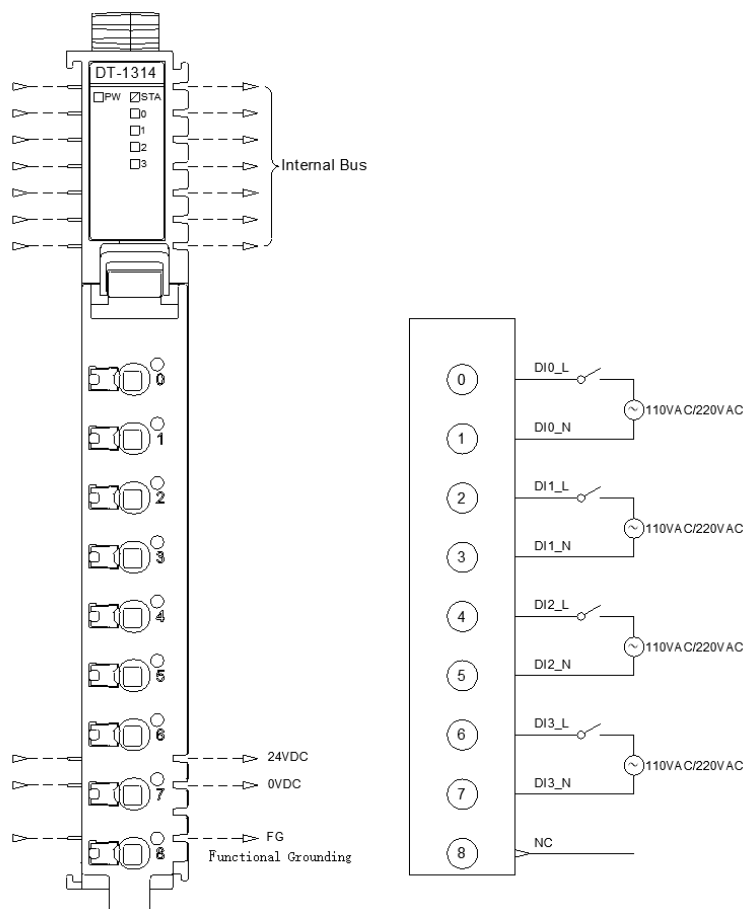 DT-1314
PW STA
0
1
2
3
Internal Bus
0
1
2
3
4
5
6
7
8
24VDC
0VDC
FG
Functional Grounding
0
DI0_L
110VAC/220VAC
1
DI0_N
2
DI1_L
110VAC/220VAC
3
DI1_N
4
DI2_L
110VAC/220VAC
5
DI2_N
6
DI3_L
110VAC/220VAC
7
DI3_N
8
NC